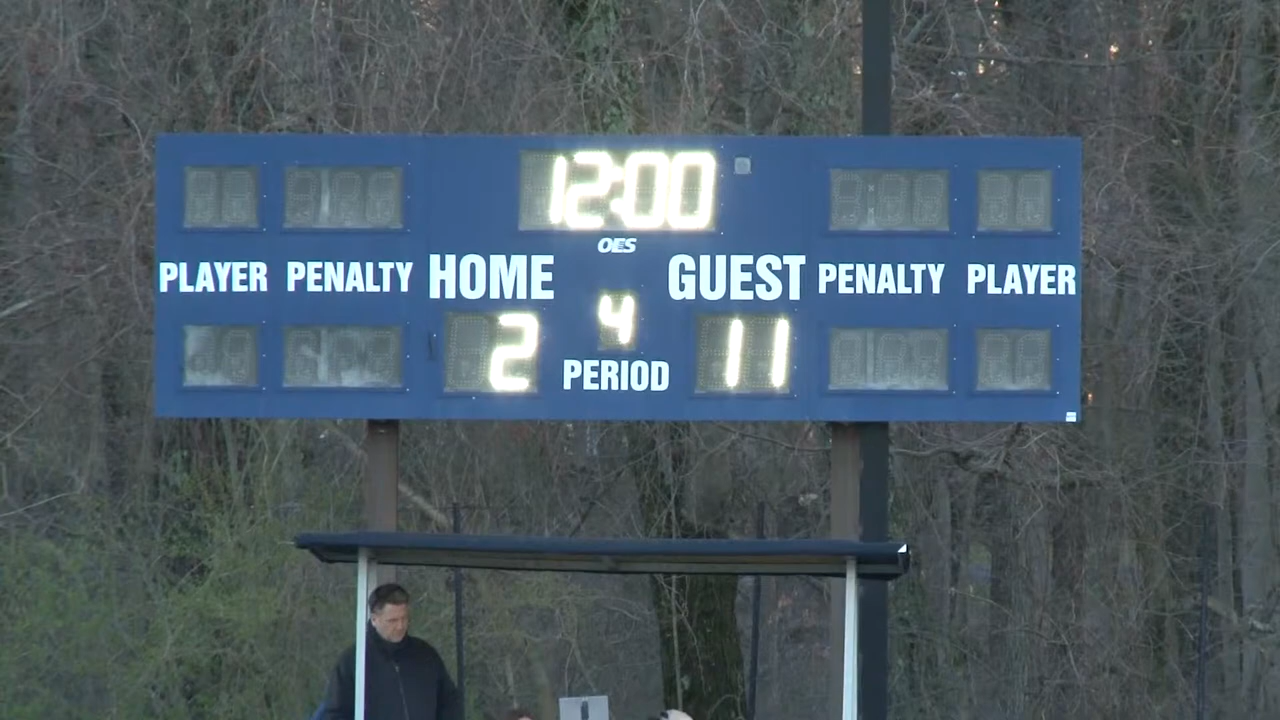 12:00
OES
PLAYER PENALTY HOME GUEST PENALTY PLAYER
4
2 11
PERIOD